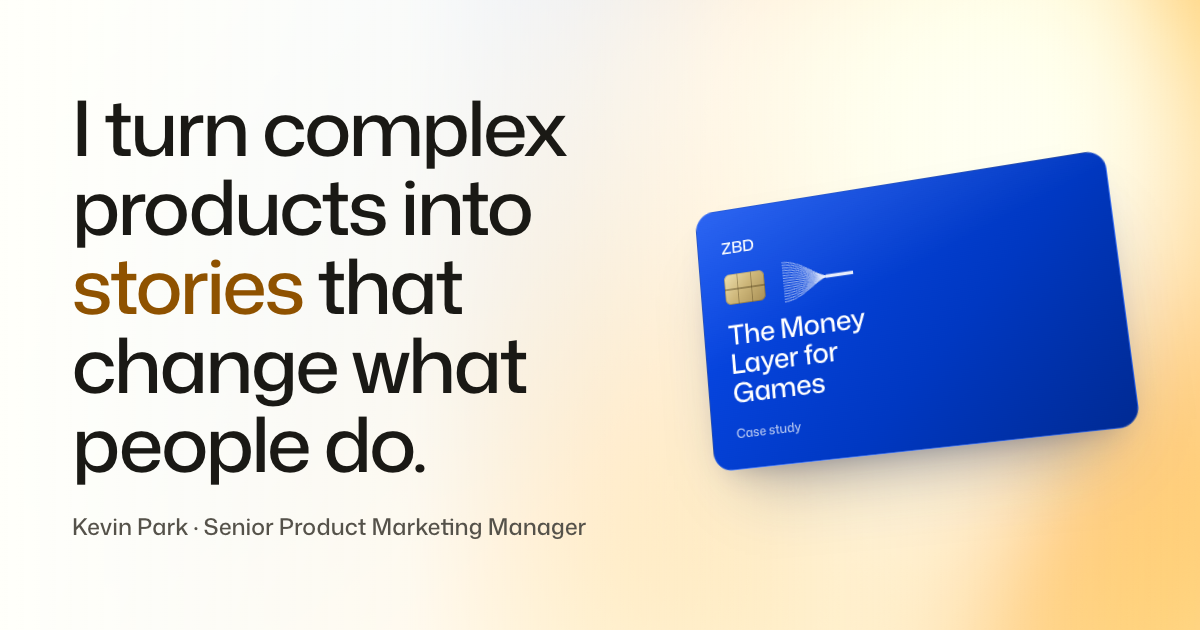 I turn complex
products into
stories that
change what
people do.
Kevin Park · Senior Product Marketing Manager
ZBD
The Money
Layer for
Games
Case study